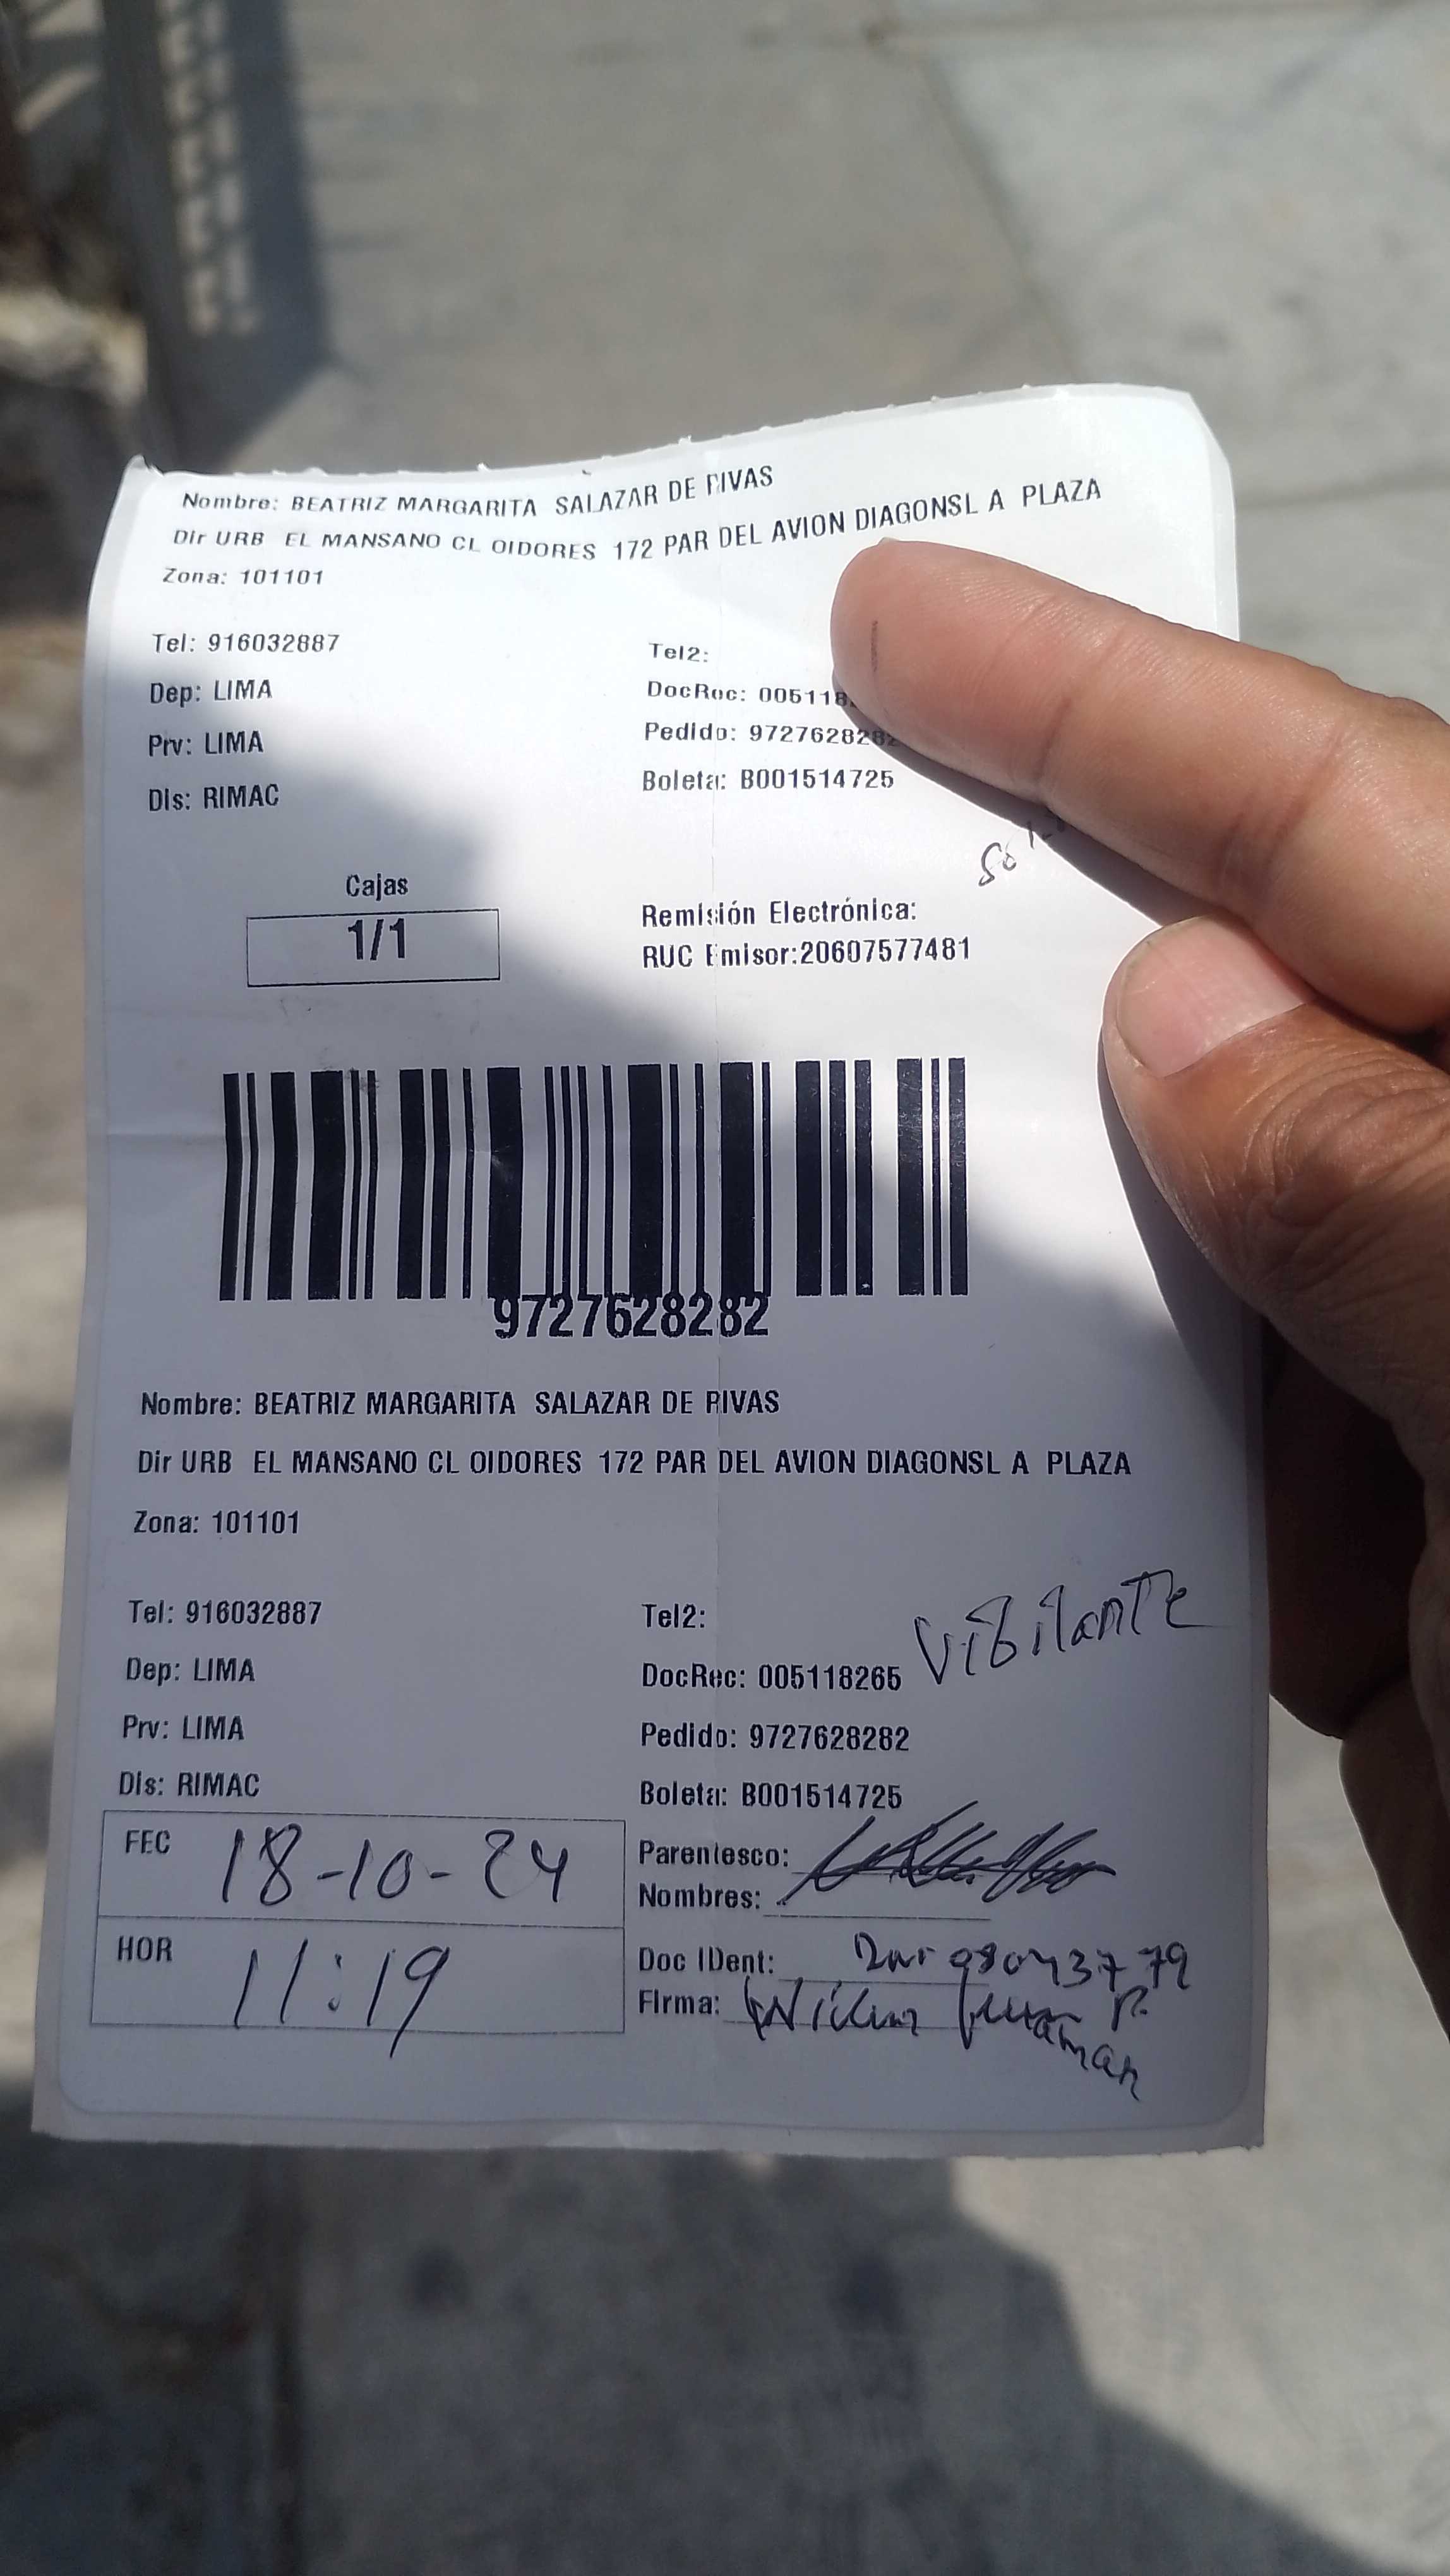 Nombre: BEATRIZ MARGARITA SALAZAR DE RIVAS
Dir URB EL MANSANO CL OIDORES 172 PAR DEL AVION DIAGONSL A PLAZA
Zona: 101101
Tel: 916032887
Tel2:
Dep: LIMA
DocRec: 005118
Prv: LIMA
Pedido: 9727628282
Dis: RIMAC
Boleta: B001514725
Cajas
1/1
Remisión Electrónica:
RUC Emisor:20607577481
9727628282
Nombre: BEATRIZ MARGARITA SALAZAR DE RIVAS
Dir URB EL MANSANO CL OIDORES 172 PAR DEL AVION DIAGONSL A PLAZA
Zona: 101101
Tel: 916032887
Tel2:
Vigilante
Dep: LIMA
DocRec: 005118265
Prv: LIMA
Pedido: 9727628282
Dis: RIMAC
Boleta: B001514725
FEC 18-10-24
Parentesco:
Nombres:
HOR 11:19
Doc IDent: 98043779
Firma: